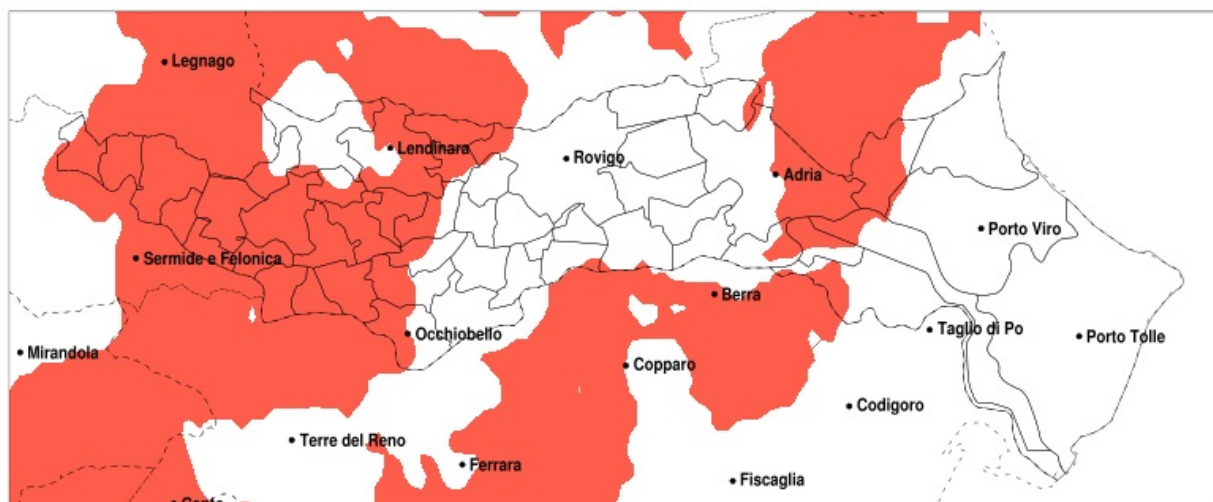 Legnago
Lendinara
Rovigo
Adria
Porto Viro
Sermide e Felonica
Berra
Occhiobello
Taglio di Po
Porto Tolle
Mirandola
Copparo
Codigoro
Terre del Reno
Ferrara
Fiscaglia